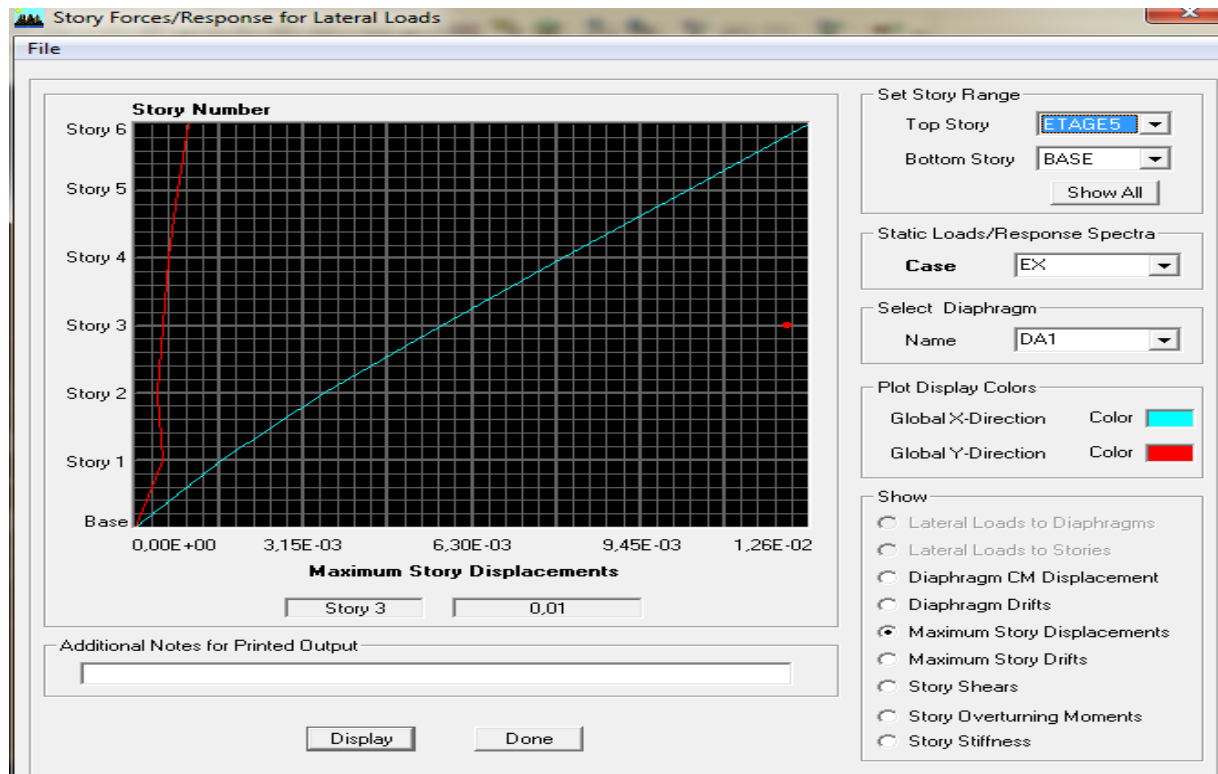 Story Forces/Response for Lateral Loads
File
Story Number
Story 6
Story 5
Story 4
Story 3
Story 2
Story 1
Base
0,00E+00 3,15E-03 6,30E-03 9,45E-03 1,26E-02
Maximum Story Displacements
Story 3 0,01
Additional Notes for Printed Output
Display Done
Set Story Range
Top Story ETAGE5
Bottom Story BASE
Show All
Static Loads/Response Spectra
Case EX
Select Diaphragm
Name DA1
Plot Display Colors
Global X-Direction Color
Global Y-Direction Color
Show
Lateral Loads to Diaphragms
Lateral Loads to Stories
Diaphragm CM Displacement
Diaphragm Drifts
Maximum Story Displacements
Maximum Story Drifts
Story Shears
Story Overturning Moments
Story Stiffness